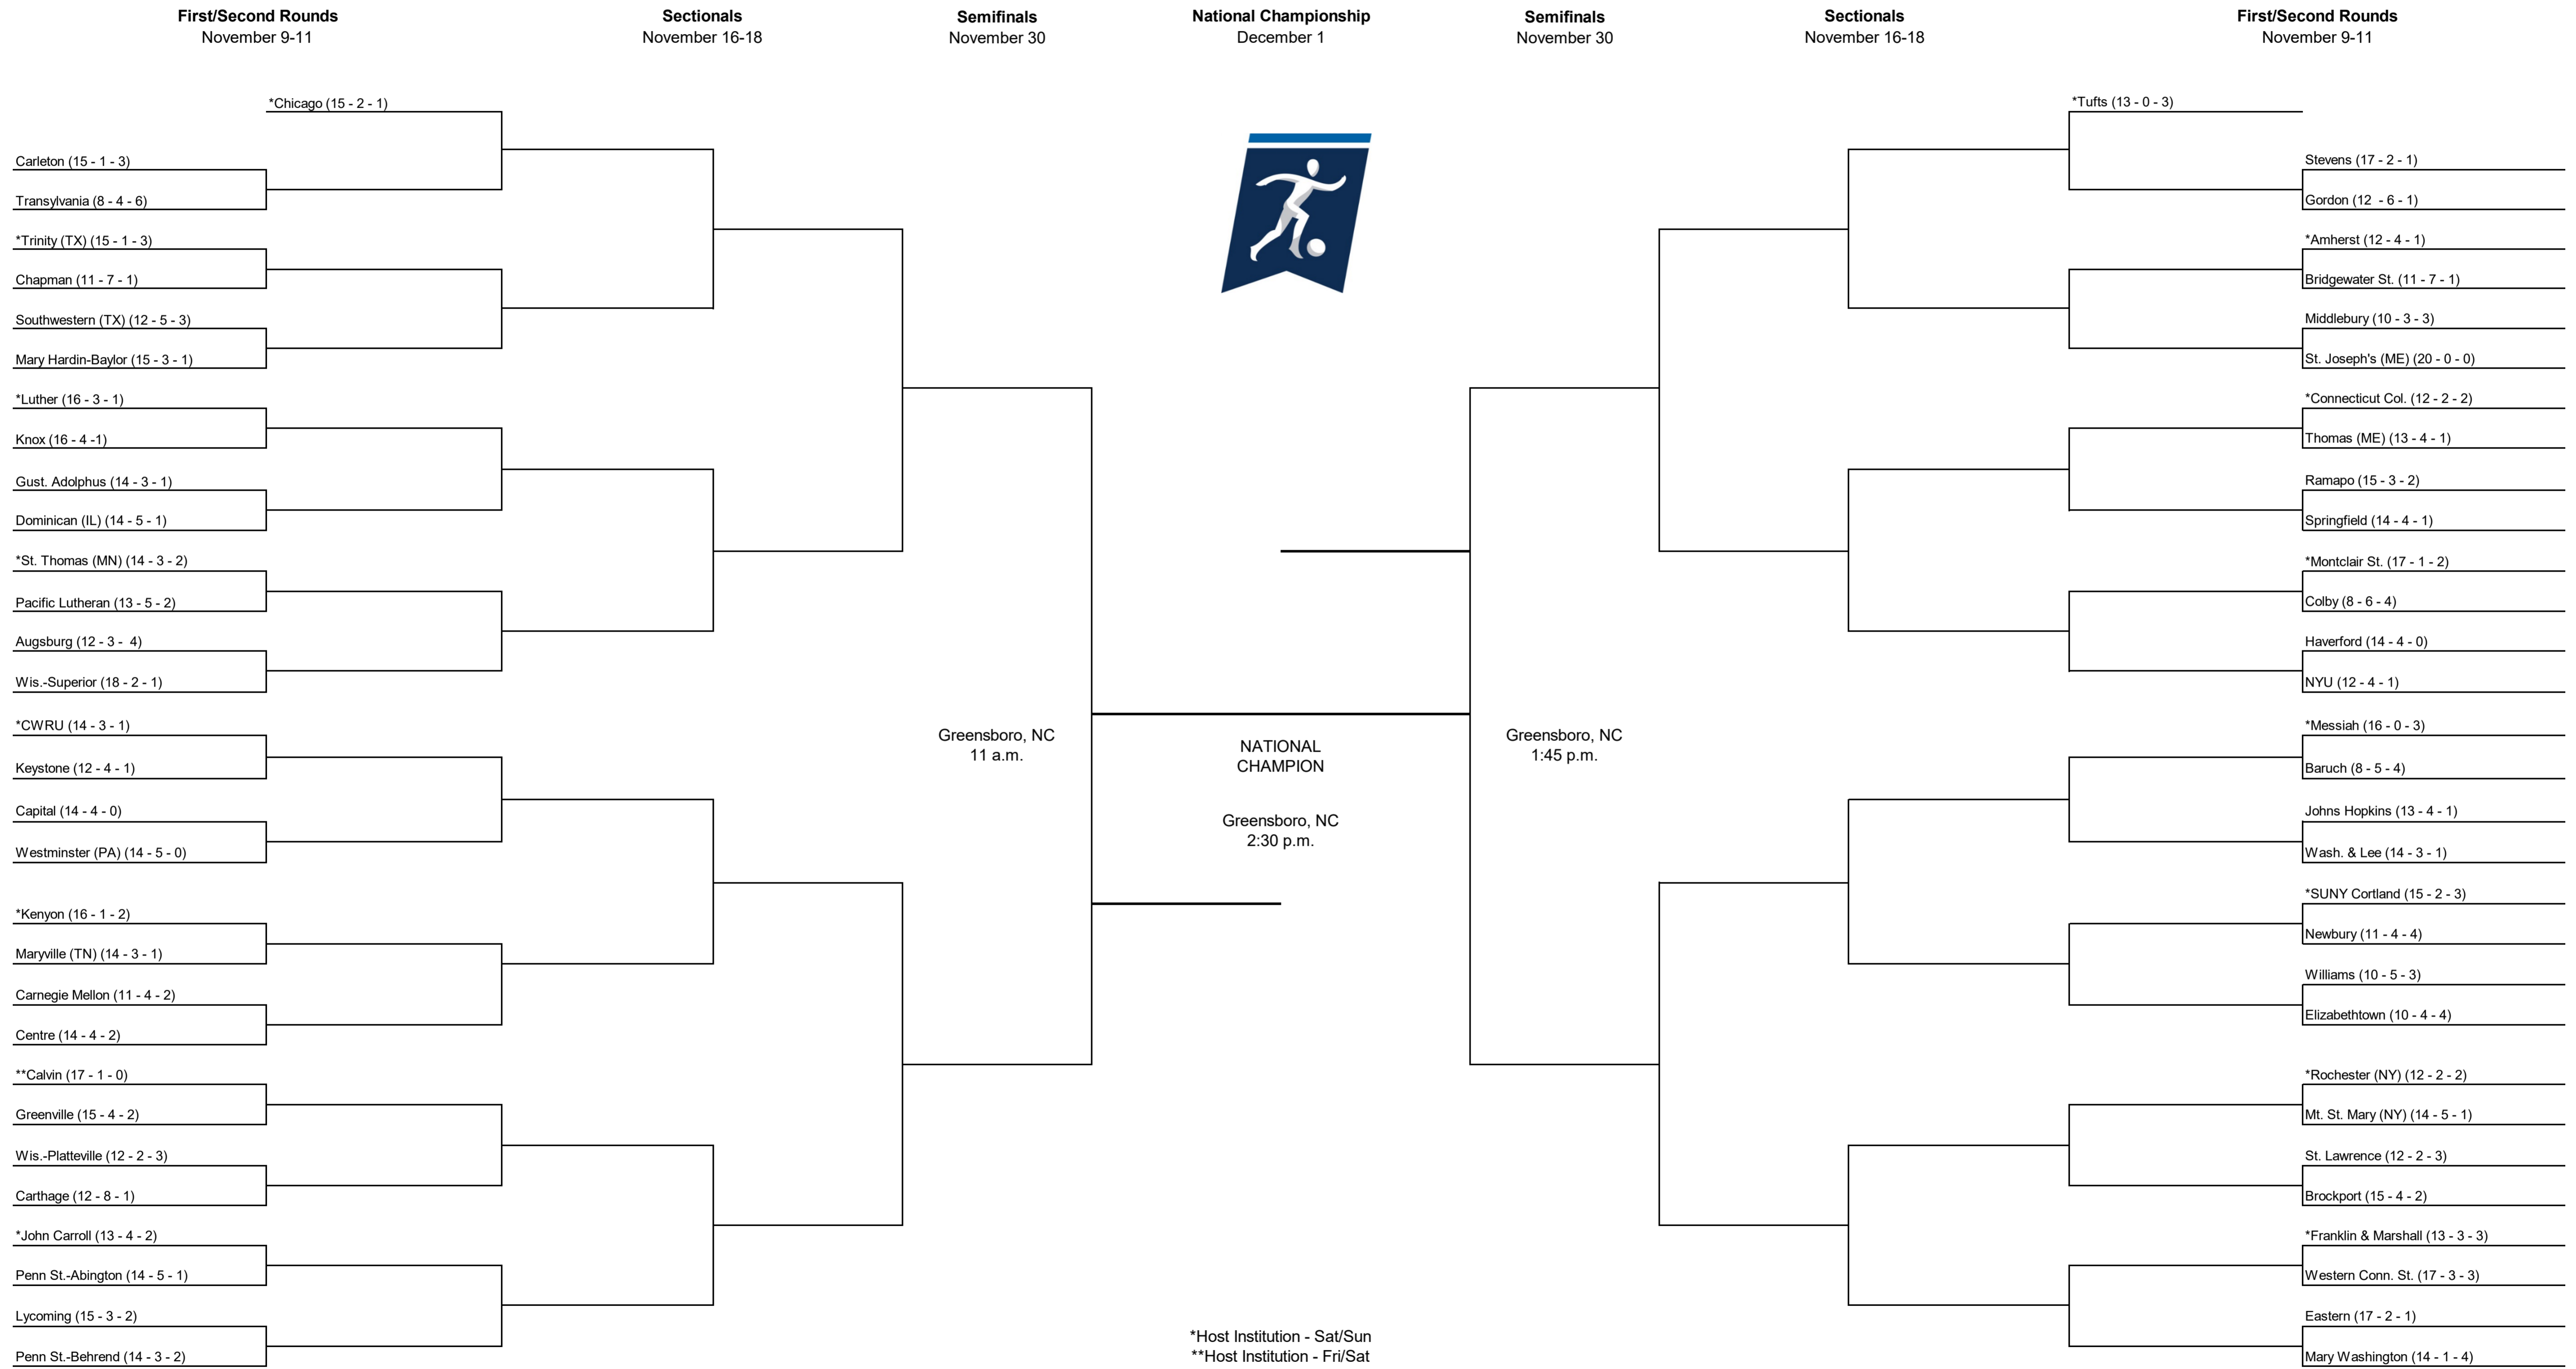 First/Second Rounds
November 9-11
Sectionals
November 16-18
Semifinals
November 30
National Championship
December 1
Semifinals
November 30
Sectionals
November 16-18
First/Second Rounds
November 9-11
*Chicago (15 - 2 - 1)
Carleton (15 - 1 - 3)
Transylvania (8 - 4 - 6)
*Trinity (TX) (15 - 1 - 3)
Chapman (11 - 7 - 1)
Southwestern (TX) (12 - 5 - 3)
Mary Hardin-Baylor (15 - 3 - 1)
*Luther (16 - 3 - 1)
Knox (16 - 4 -1)
Gust. Adolphus (14 - 3 - 1)
Dominican (IL) (14 - 5 - 1)
*St. Thomas (MN) (14 - 3 - 2)
Pacific Lutheran (13 - 5 - 2)
Augsburg (12 - 3 -  4)
Wis.-Superior (18 - 2 - 1)
*CWRU (14 - 3 - 1)
Keystone (12 - 4 - 1)
Capital (14 - 4 - 0)
Westminster (PA) (14 - 5 - 0)
*Kenyon (16 - 1 - 2)
Maryville (TN) (14 - 3 - 1)
Carnegie Mellon (11 - 4 - 2)
Centre (14 - 4 - 2)
**Calvin (17 - 1 - 0)
Greenville (15 - 4 - 2)
Wis.-Platteville (12 - 2 - 3)
Carthage (12 - 8 - 1)
*John Carroll (13 - 4 - 2)
Penn St.-Abington (14 - 5 - 1)
Lycoming (15 - 3 - 2)
Penn St.-Behrend (14 - 3 - 2)
Greensboro, NC
11 a.m.
NATIONAL
CHAMPION
Greensboro, NC
2:30 p.m.
Greensboro, NC
1:45 p.m.
*Tufts (13 - 0 - 3)
Stevens (17 - 2 - 1)
Gordon (12  - 6 - 1)
*Amherst (12 - 4 - 1)
Bridgewater St. (11 - 7 - 1)
Middlebury (10 - 3 - 3)
St. Joseph's (ME) (20 - 0 - 0)
*Connecticut Col. (12 - 2 - 2)
Thomas (ME) (13 - 4 - 1)
Ramapo (15 - 3 - 2)
Springfield (14 - 4 - 1)
*Montclair St. (17 - 1 - 2)
Colby (8 - 6 - 4)
Haverford (14 - 4 - 0)
NYU (12 - 4 - 1)
*Messiah (16 - 0 - 3)
Baruch (8 - 5 - 4)
Johns Hopkins (13 - 4 - 1)
Wash. & Lee (14 - 3 - 1)
*SUNY Cortland (15 - 2 - 3)
Newbury (11 - 4 - 4)
Williams (10 - 5 - 3)
Elizabethtown (10 - 4 - 4)
*Rochester (NY) (12 - 2 - 2)
Mt. St. Mary (NY) (14 - 5 - 1)
St. Lawrence (12 - 2 - 3)
Brockport (15 - 4 - 2)
*Franklin & Marshall (13 - 3 - 3)
Western Conn. St. (17 - 3 - 3)
Eastern (17 - 2 - 1)
Mary Washington (14 - 1 - 4)
*Host Institution - Sat/Sun
**Host Institution - Fri/Sat